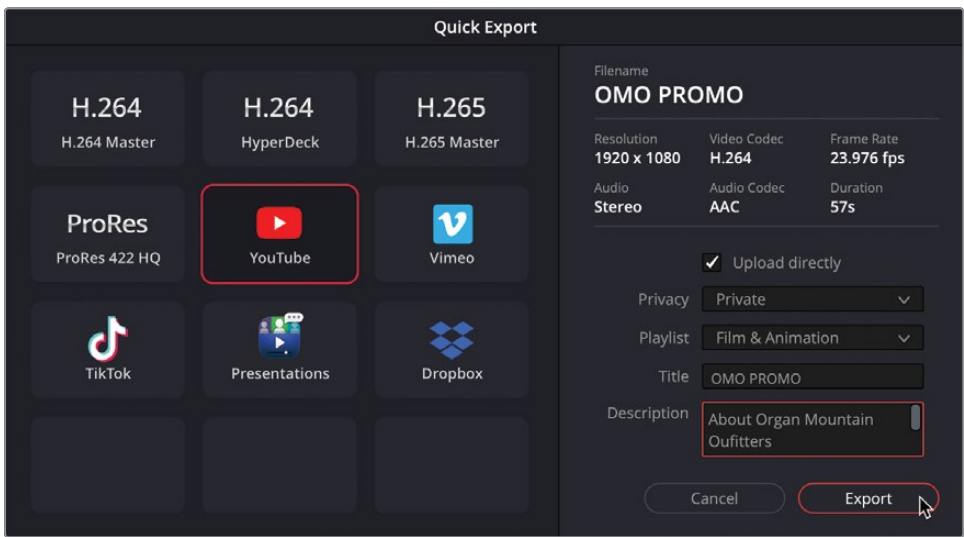 Quick Export
H.264
H.264 Master
H.264
HyperDeck
H.265
H.265 Master
ProRes
ProRes 422 HQ
YouTube
Vimeo
TikTok
Presentations
Dropbox
Filename
OMO PROMO
Resolution Video Codec Frame Rate
1920 x 1080 H.264 23.976 fps
Audio Audio Codec Duration
Stereo AAC 57s
Upload directly
Privacy Private
Playlist Film & Animation
Title OMO PROMO
Description About Organ Mountain
Oufitters
Cancel Export